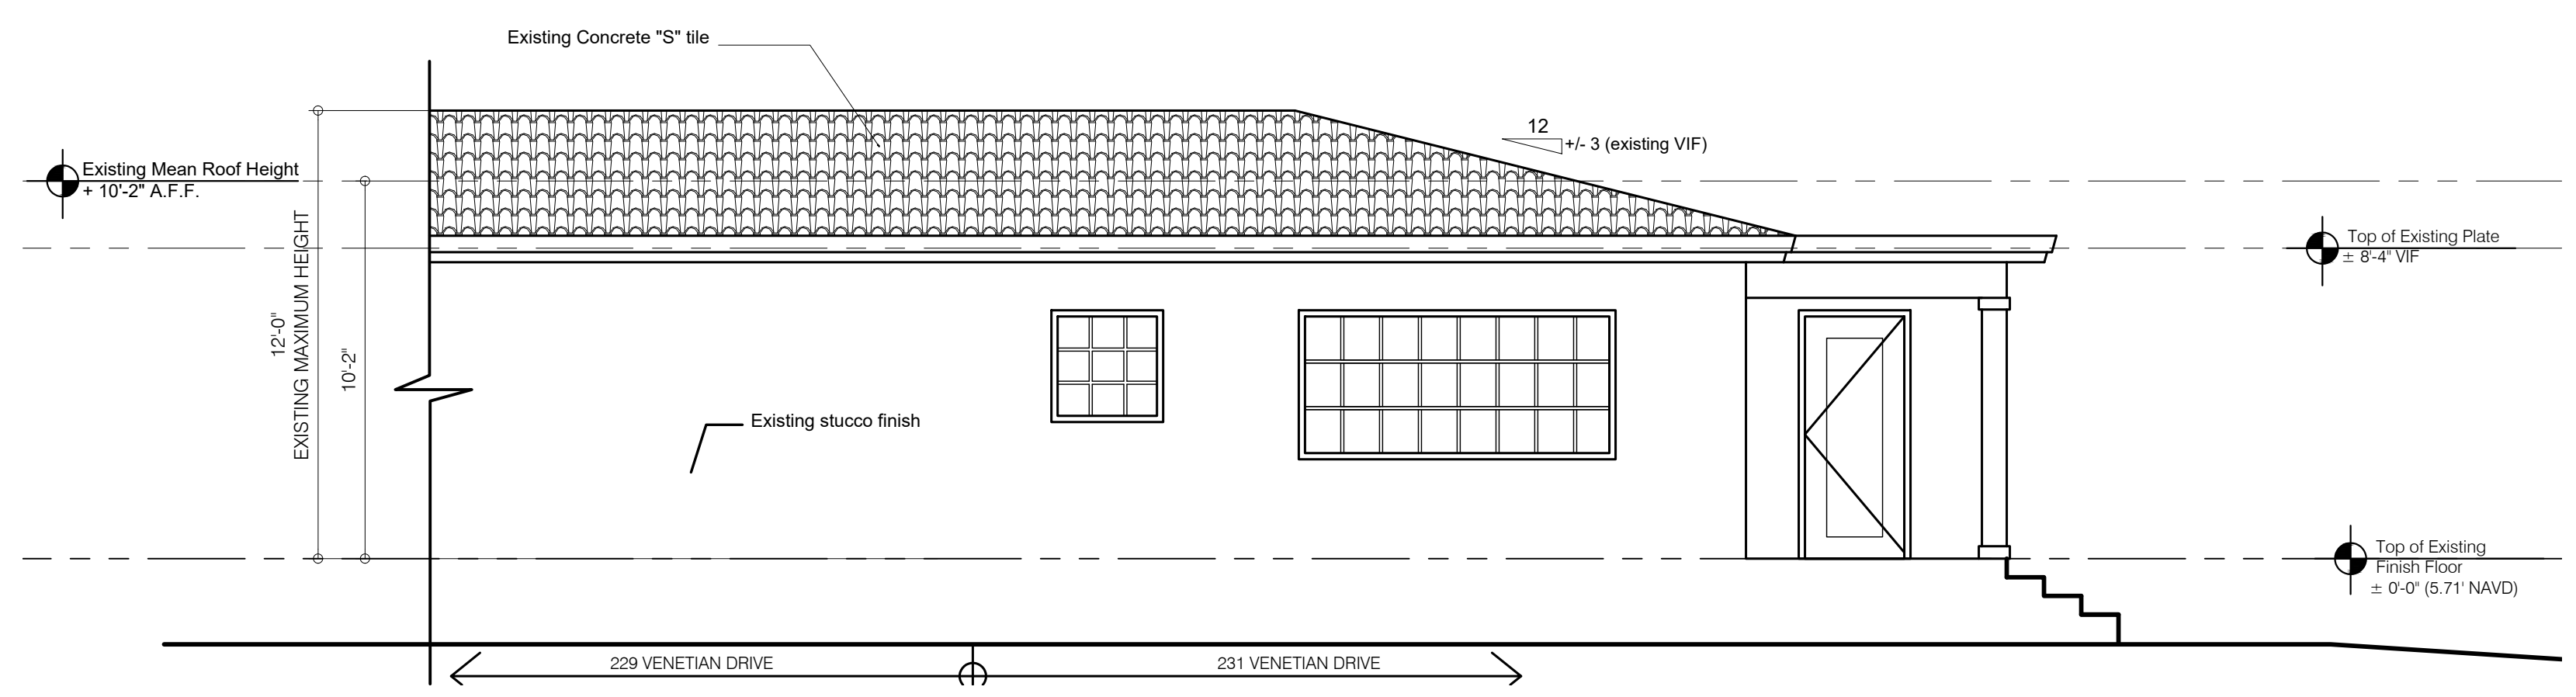 Existing Concrete "S" tile
12
+/- 3 (existing VIF)
Existing Mean Roof Height
+ 10'-2" A.F.F.
Top of Existing Plate
± 8'-4" VIF
12'-0"
EXISTING MAXIMUM HEIGHT
10'-2"
Existing stucco finish
Top of Existing
Finish Floor
± 0'-0" (5.71' NAVD)
229 VENETIAN DRIVE
231 VENETIAN DRIVE